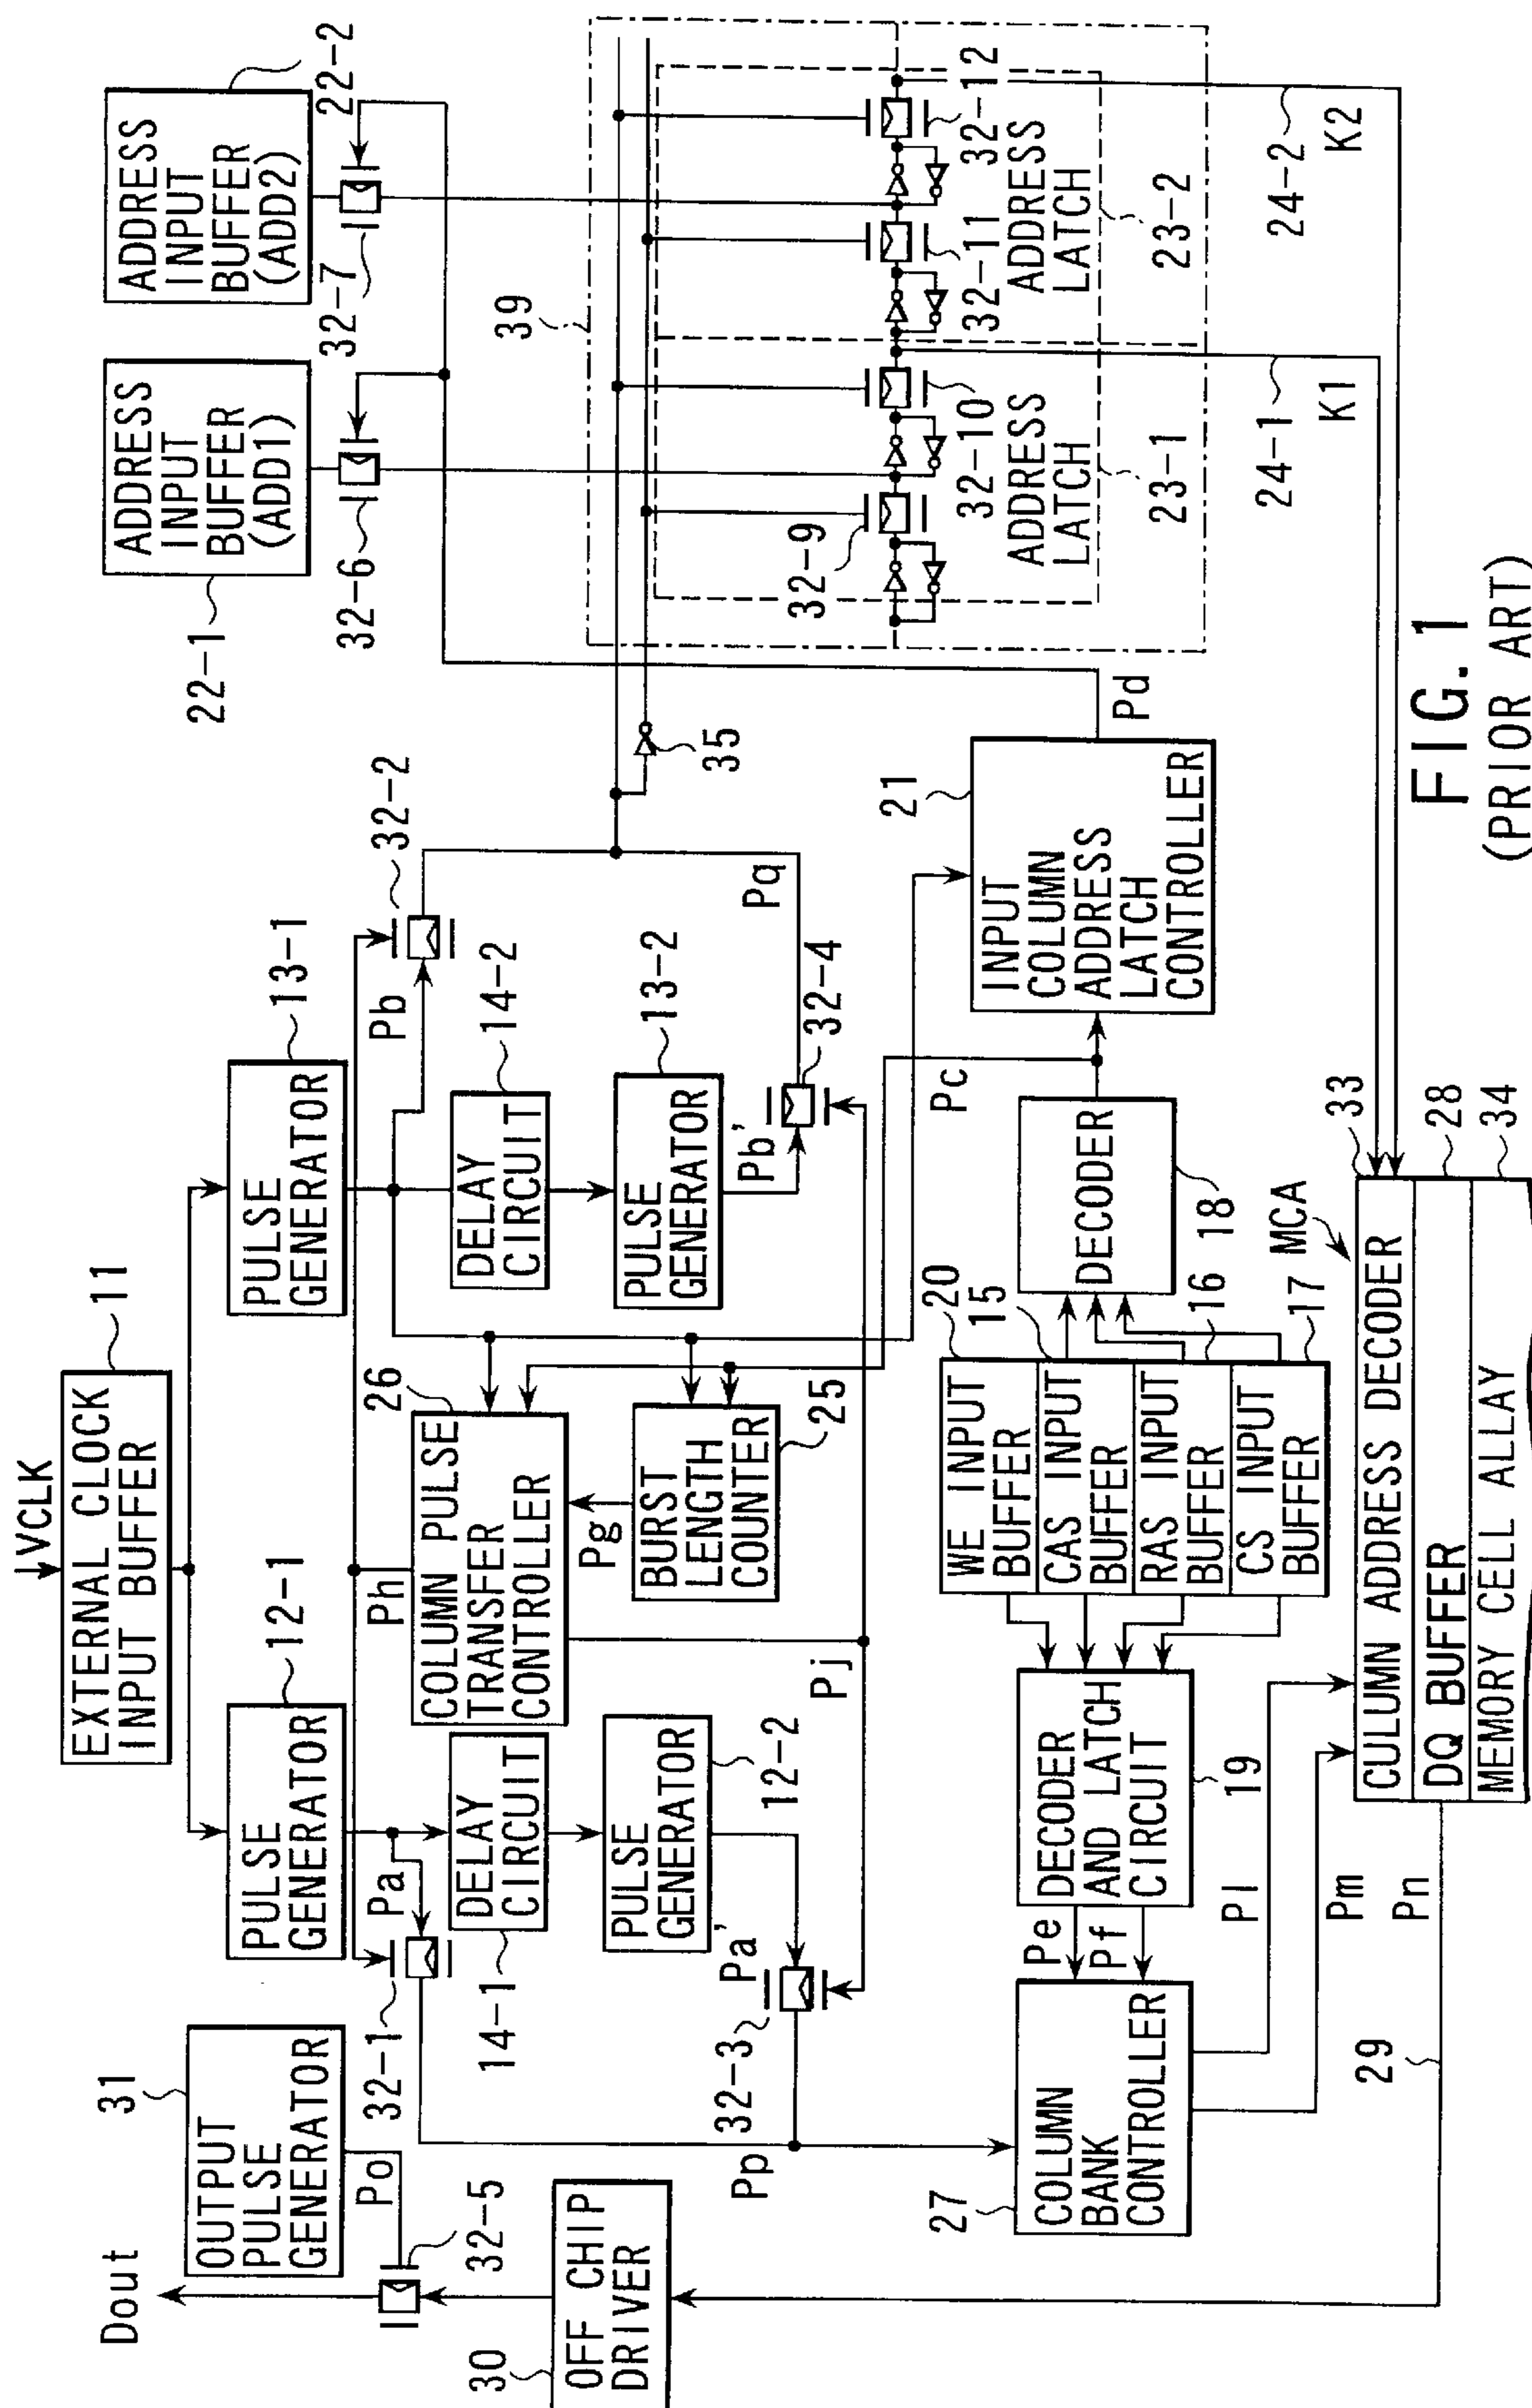 VCLK
EXTERNAL CLOCK
INPUT BUFFER
11
Dout
OUTPUT
PULSE
GENERATOR
31
Po
32-5
OFF CHIP
DRIVER
30
PULSE
GENERATOR
12-1
Pa
32-1
DELAY
CIRCUIT
14-1
PULSE
GENERATOR
12-2
Pa'
32-3
Pp
PULSE
GENERATOR
13-1
Pb
32-2
DELAY
CIRCUIT
14-2
PULSE
GENERATOR
13-2
Pb'
32-4
Pq
Ph
COLUMN PULSE
TRANSFER
CONTROLLER
26
Pg
BURST
LENGTH
COUNTER
25
Pj
35
ADDRESS
INPUT
BUFFER
(ADD1)
22-1
32-6
ADDRESS
INPUT
BUFFER
(ADD2)
22-2
32-7
39
32-9
32-10
ADDRESS
LATCH
23-1
32-11
32-12
ADDRESS
LATCH
23-2
24-1
K1
24-2
K2
COLUMN
BANK
CONTROLLER
27
Pe
Pf
DECODER
AND LATCH
CIRCUIT
19
WE INPUT
BUFFER
20
CAS INPUT
BUFFER
15
RAS INPUT
BUFFER
16
CS INPUT
BUFFER
17
DECODER
18
Pc
INPUT
COLUMN
ADDRESS
LATCH
CONTROLLER
21
Pd
Pl
Pm
Pn
29
MCA
CULUMN ADDRESS DECODER
33
DQ BUFFER
28
MEMORY CELL ALLAY
34
FIG. 1
(PRIOR ART)